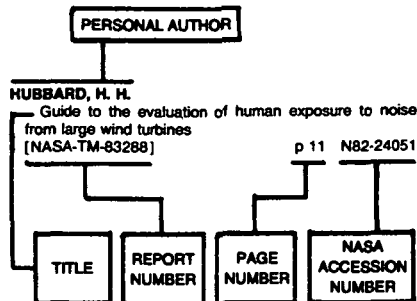 PERSONAL AUTHOR
HUBBARD, H. H.
Guide to the evaluation of human exposure to noise
from large wind turbines
[NASA-TM-83288] p 11 N82-24051
TITLE
REPORT
NUMBER
PAGE
NUMBER
NASA
ACCESSION
NUMBER